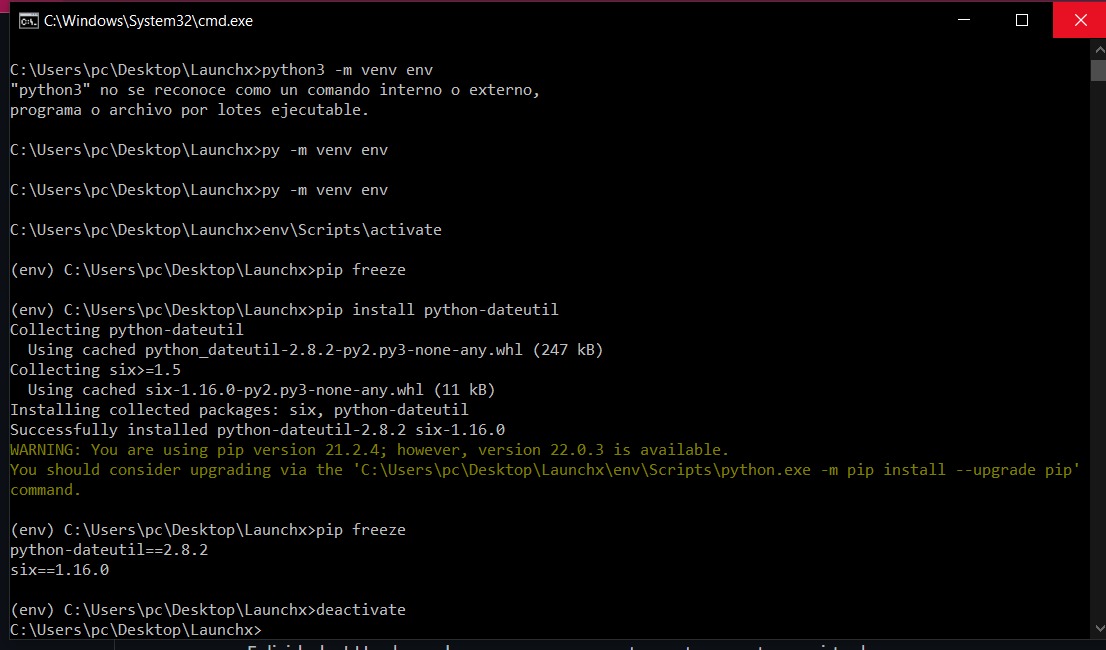 C:\Windows\System32\cmd.exe
C:\Users\pc\Desktop\Launchx>python3 -m venv env
"python3" no se reconoce como un comando interno o externo,
programa o archivo por lotes ejecutable.
C:\Users\pc\Desktop\Launchx>py -m venv env
C:\Users\pc\Desktop\Launchx>py -m venv env
C:\Users\pc\Desktop\Launchx>env\Scripts\activate
(env) C:\Users\pc\Desktop\Launchx>pip freeze
(env) C:\Users\pc\Desktop\Launchx>pip install python-dateutil
Collecting python-dateutil
  Using cached python_dateutil-2.8.2-py2.py3-none-any.whl (247 kB)
Collecting six>=1.5
  Using cached six-1.16.0-py2.py3-none-any.whl (11 kB)
Installing collected packages: six, python-dateutil
Successfully installed python-dateutil-2.8.2 six-1.16.0
WARNING: You are using pip version 21.2.4; however, version 22.0.3 is available.
You should consider upgrading via the 'C:\Users\pc\Desktop\Launchx\env\Scripts\python.exe -m pip install --upgrade pip'
command.
(env) C:\Users\pc\Desktop\Launchx>pip freeze
python-dateutil==2.8.2
six==1.16.0
(env) C:\Users\pc\Desktop\Launchx>deactivate
C:\Users\pc\Desktop\Launchx>